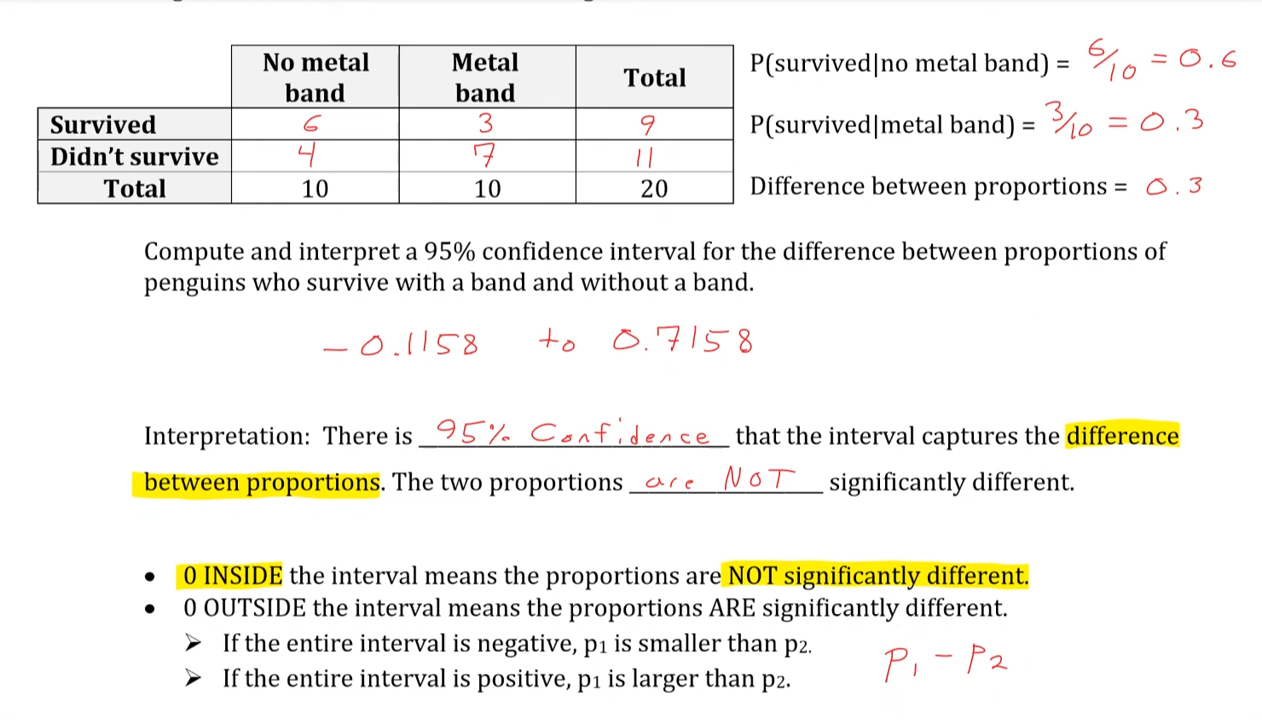 No metal band Metal band Total
Survived 6 3 9
Didn't survive 4 7 11
Total 10 10 20
P(survived|no metal band) = 6/10 = 0.6
P(survived|metal band) = 3/10 = 0.3
Difference between proportions = 0.3
Compute and interpret a 95% confidence interval for the difference between proportions of
penguins who survive with a band and without a band.
- 0.1158 to 0.7158
Interpretation: There is 95% Confidence that the interval captures the difference
between proportions. The two proportions are NOT significantly different.
• 0 INSIDE the interval means the proportions are NOT significantly different.
• 0 OUTSIDE the interval means the proportions ARE significantly different.
➢ If the entire interval is negative, p1 is smaller than p2.
➢ If the entire interval is positive, p1 is larger than p2.
P1 - P2